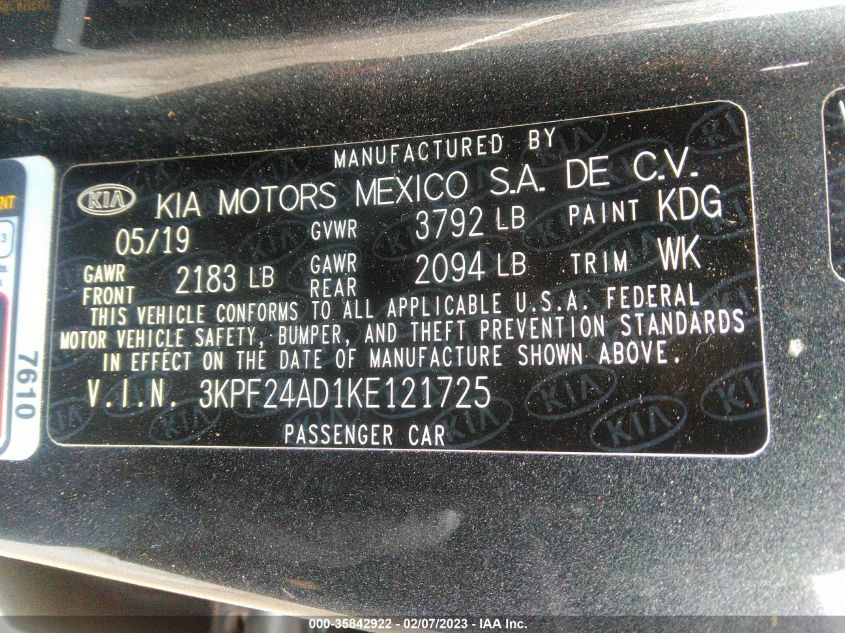 MANUFACTURED BY
KIA KIA MOTORS MEXICO S.A. DE C.V.
05/19 GVWR 3792 LB PAINT KDG
GAWR FRONT 2183 LB GAWR REAR 2094 LB TRIM WK
THIS VEHICLE CONFORMS TO ALL APPLICABLE U.S.A. FEDERAL
MOTOR VEHICLE SAFETY, BUMPER, AND THEFT PREVENTION STANDARDS
IN EFFECT ON THE DATE OF MANUFACTURE SHOWN ABOVE.
V.I.N. 3KPF24AD1KE121725
PASSENGER CAR
7610
000-35842922 - 02/07/2023 - IAA Inc.